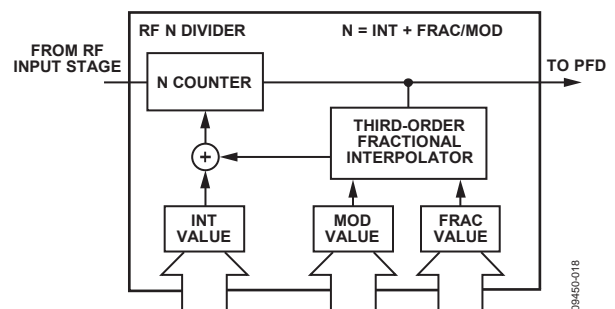 RF N DIVIDER
N = INT + FRAC/MOD
FROM RF
INPUT STAGE
N COUNTER
TO PFD
THIRD-ORDER
FRACTIONAL
INTERPOLATOR
+
INT
VALUE
MOD
VALUE
FRAC
VALUE
09450-018